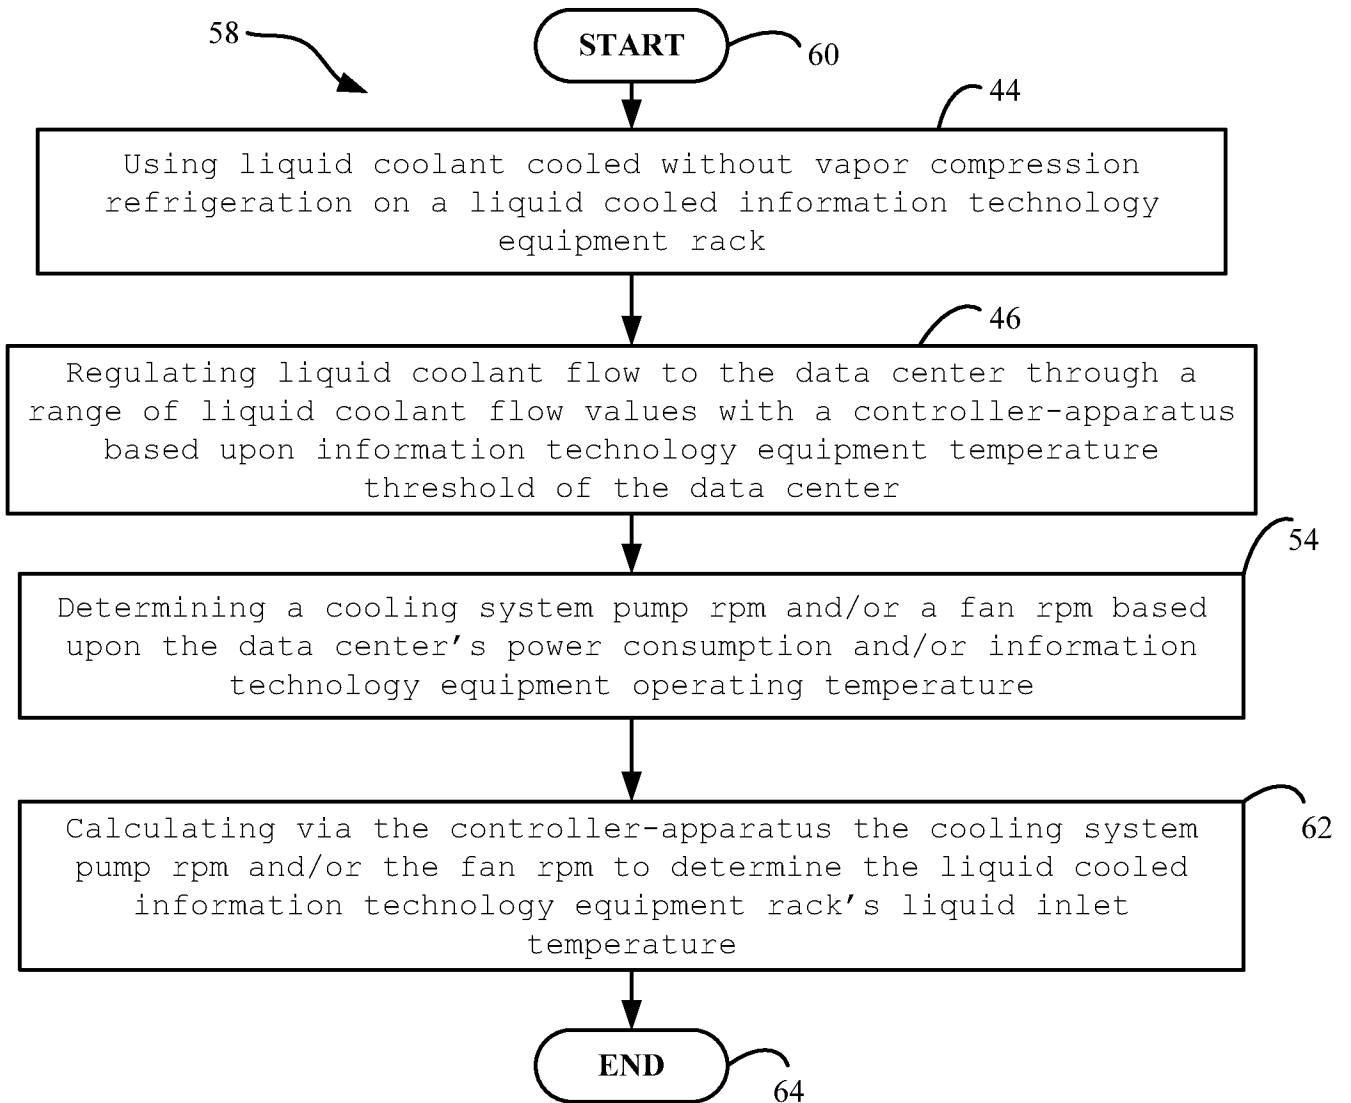 58
START
60
44
Using liquid coolant cooled without vapor compression
refrigeration on a liquid cooled information technology
equipment rack
46
Regulating liquid coolant flow to the data center through a
range of liquid coolant flow values with a controller-apparatus
based upon information technology equipment temperature
threshold of the data center
54
Determining a cooling system pump rpm and/or a fan rpm based
upon the data center's power consumption and/or information
technology equipment operating temperature
62
Calculating via the controller-apparatus the cooling system
pump rpm and/or the fan rpm to determine the liquid cooled
information technology equipment rack's liquid inlet
temperature
END
64